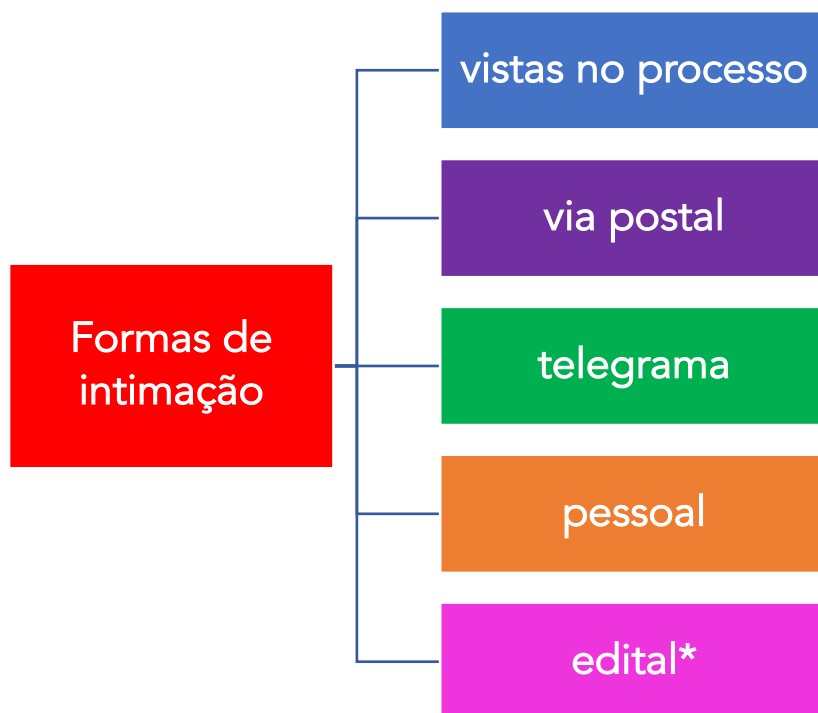 Formas de
intimação
vistas no processo
via postal
telegrama
pessoal
edital*